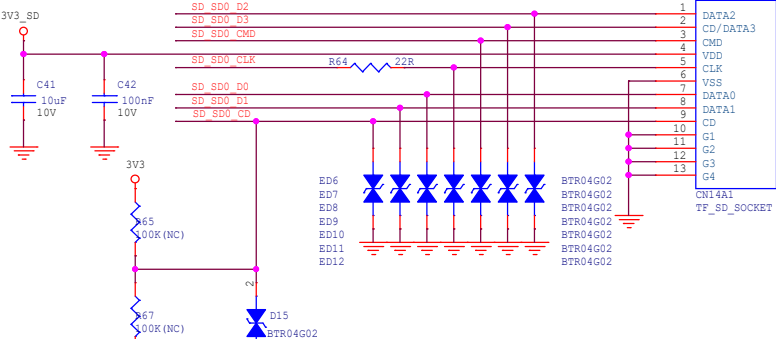 SD_SD0_D2
1
3V3_SD
DATA2
SD_SD0_D3
2
CD/DATA3
SD_SD0_CMD
3
CMD
4
VDD
SD_SD0_CLK
R64
22R
5
CLK
6
VSS
C41
C42
SD_SD0_D0
7
DATA0
10uF
100nF
SD_SD0_D1
8
DATA1
10V
10V
SD_SD0_CD
9
CD
10
G1
11
G2
12
G3
3V3
13
G4
ED6
BTR04G02
CN14A1
ED7
BTR04G02
TF_SD_SOCKET
ED8
BTR04G02
R65
ED9
BTR04G02
100K(NC)
ED10
BTR04G02
ED11
BTR04G02
ED12
BTR04G02
2
R67
D15
100K(NC)
BTR04G02